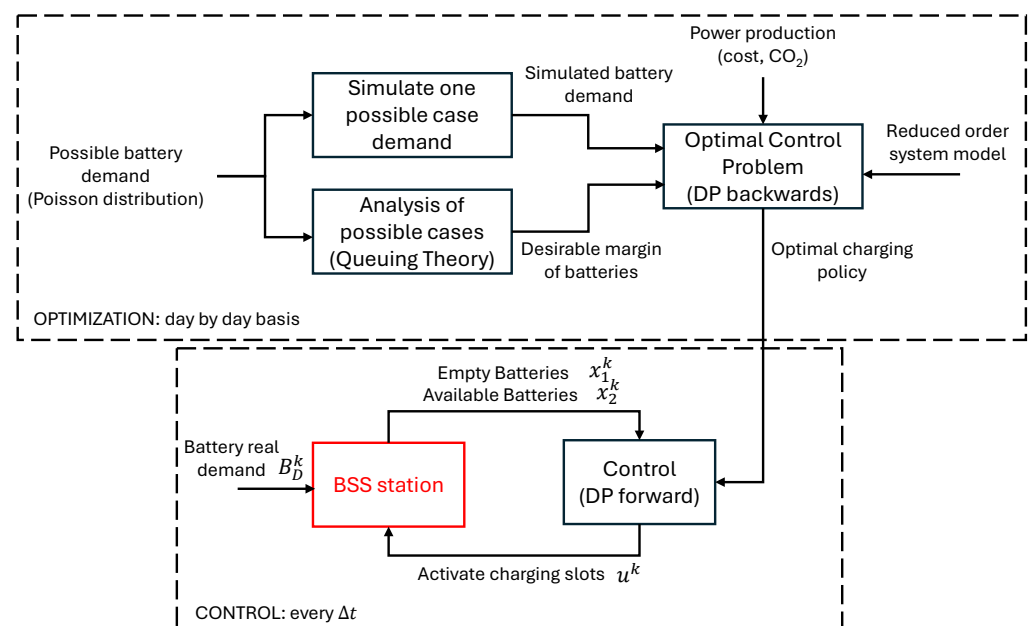 Power production
(cost, CO₂)
Simulate one
possible case
demand
Simulated battery
demand
Optimal Control
Problem
(DP backwards)
Reduced order
system model
Possible battery
demand
(Poisson distribution)
Analysis of
possible cases
(Queuing Theory)
Desirable margin
of batteries
Optimal charging
policy
OPTIMIZATION: day by day basis
Empty Batteries x₁ᵏ
Available Batteries x₂ᵏ
Battery real
demand B_D^k
BSS station
Control
(DP forward)
Activate charging slots uᵏ
CONTROL: every Δt